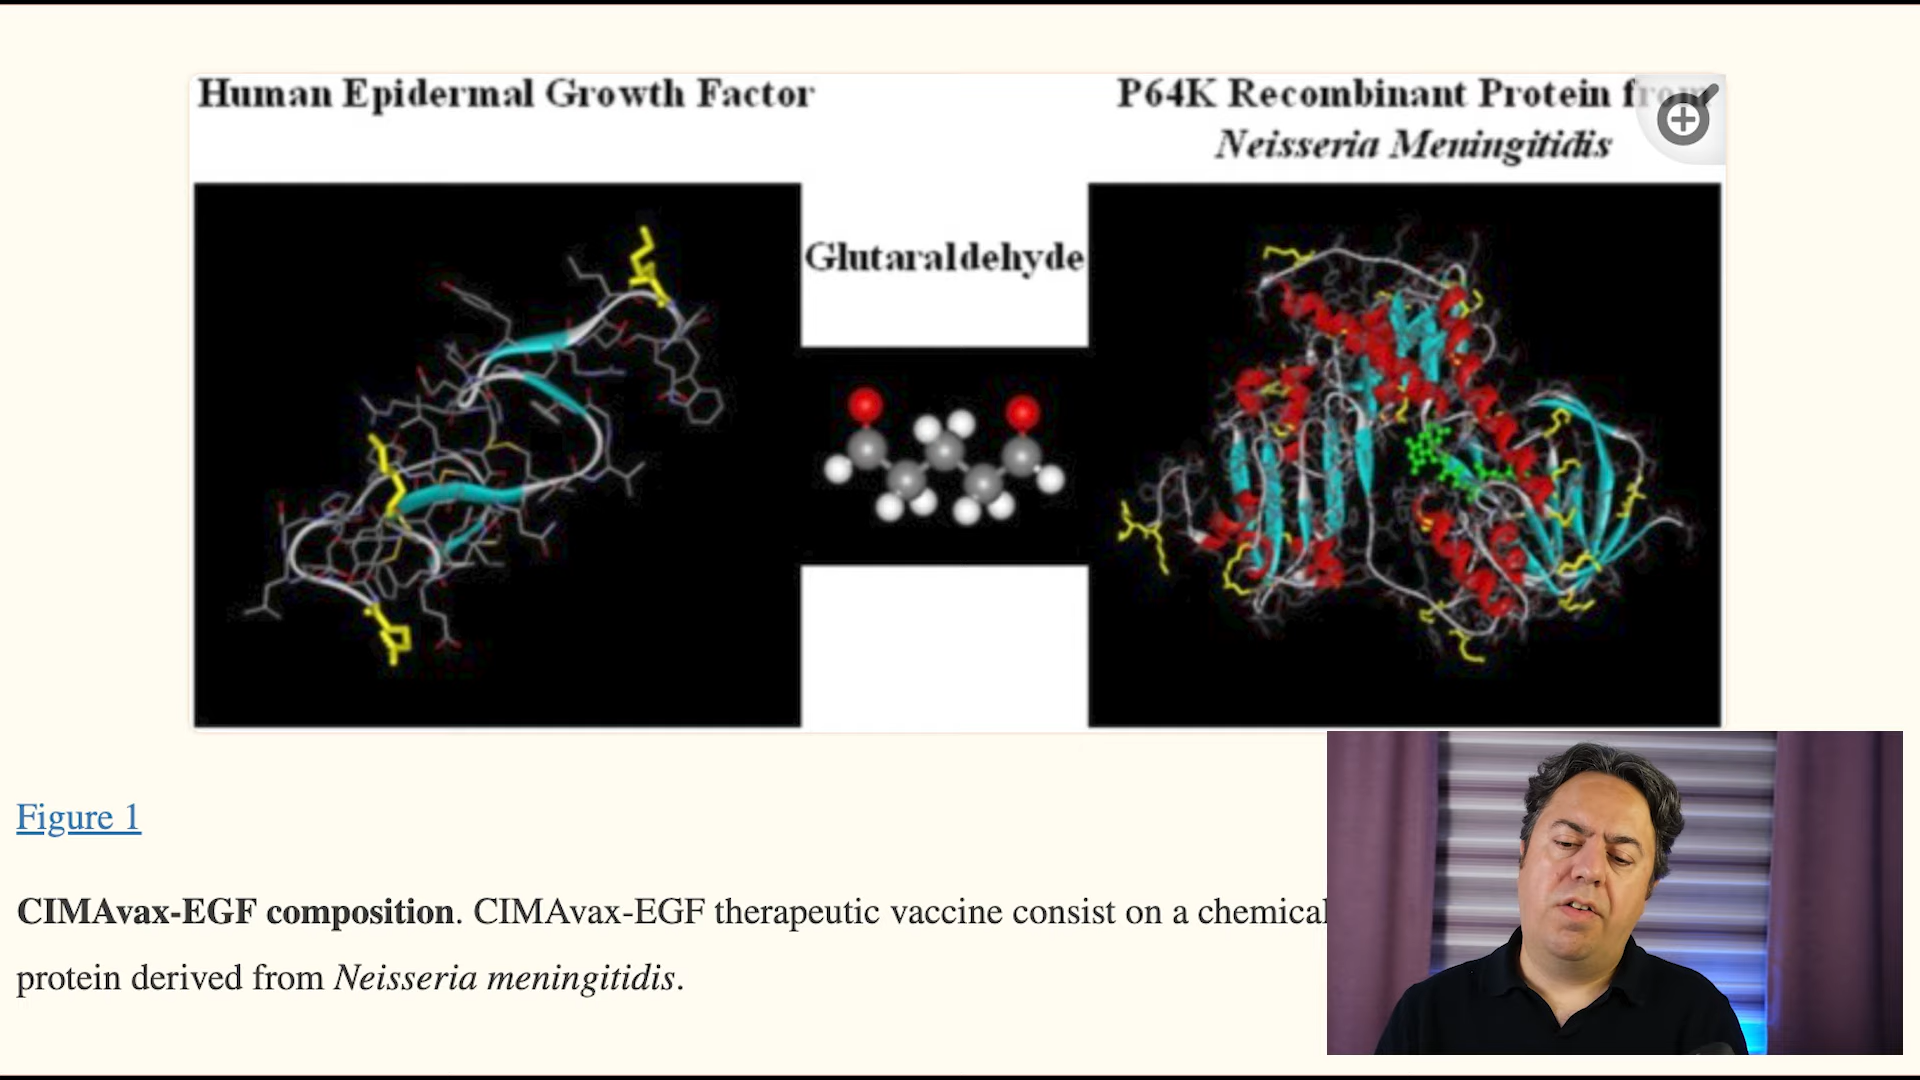 Human Epidermal Growth Factor
P64K Recombinant Protein from
Neisseria Meningitidis
Glutaraldehyde
Figure 1
CIMAvax-EGF composition. CIMAvax-EGF therapeutic vaccine consist on a chemical
protein derived from Neisseria meningitidis.